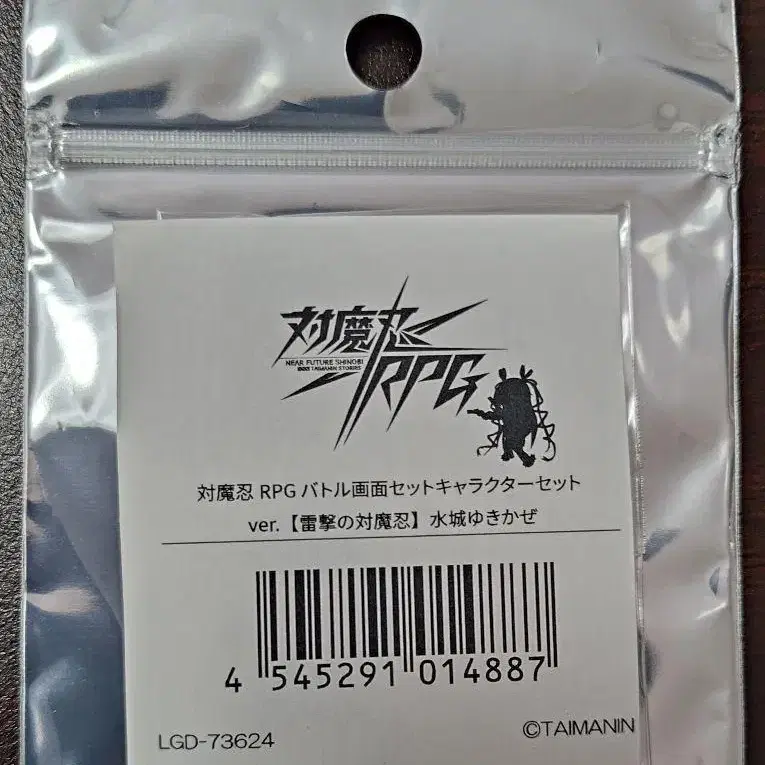 対魔忍
NEAR FUTURE SHINOBI
TAIMANIN STORIES
RPG
対魔忍 RPG バトル画面セットキャラクターセット
ver.【雷撃の対魔忍】水城ゆきかぜ
4 545291 014887
LGD-73624
©TAIMANIN